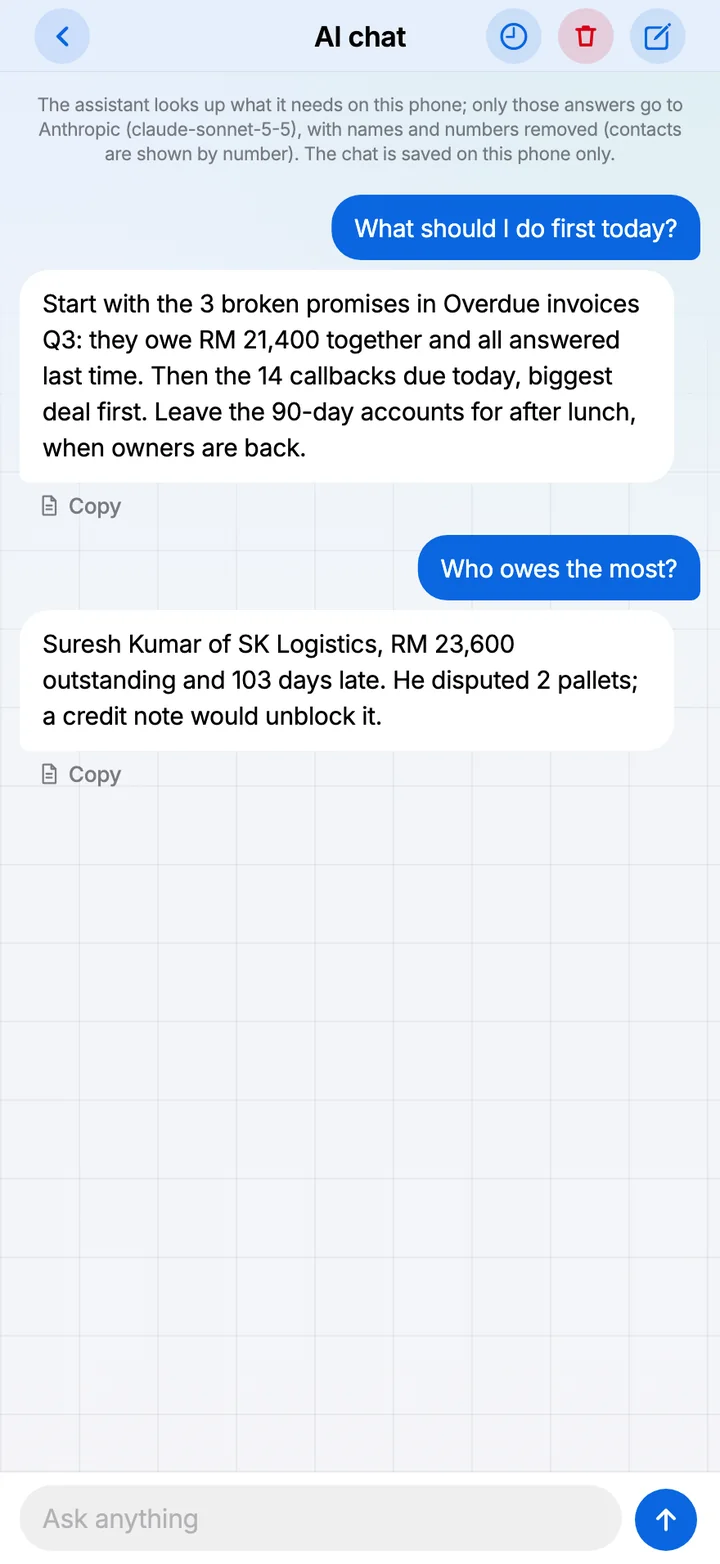 AI chat
The assistant looks up what it needs on this phone; only those answers go to
Anthropic (claude-sonnet-5-5), with names and numbers removed (contacts
are shown by number). The chat is saved on this phone only.
What should I do first today?
Start with the 3 broken promises in Overdue invoices
Q3: they owe RM 21,400 together and all answered
last time. Then the 14 callbacks due today, biggest
deal first. Leave the 90-day accounts for after lunch,
when owners are back.
Copy
Who owes the most?
Suresh Kumar of SK Logistics, RM 23,600
outstanding and 103 days late. He disputed 2 pallets;
a credit note would unblock it.
Copy
Ask anything